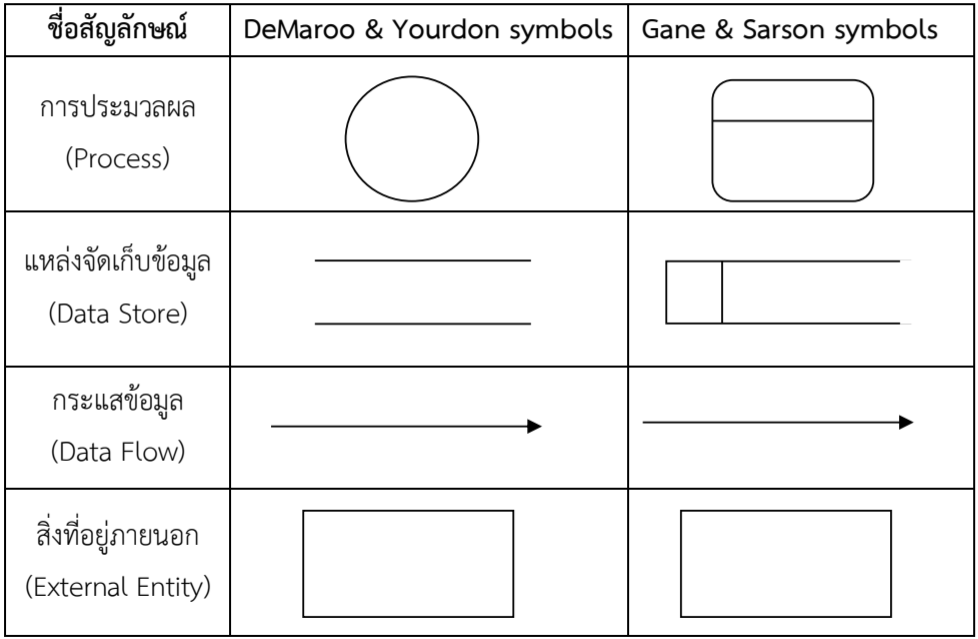 ชื่อสัญลักษณ์ DeMaroo & Yourdon symbols Gane & Sarson symbols
การประมวลผล
(Process)
แหล่งจัดเก็บข้อมูล
(Data Store)
กระแสข้อมูล
(Data Flow)
สิ่งที่อยู่ภายนอก
(External Entity)